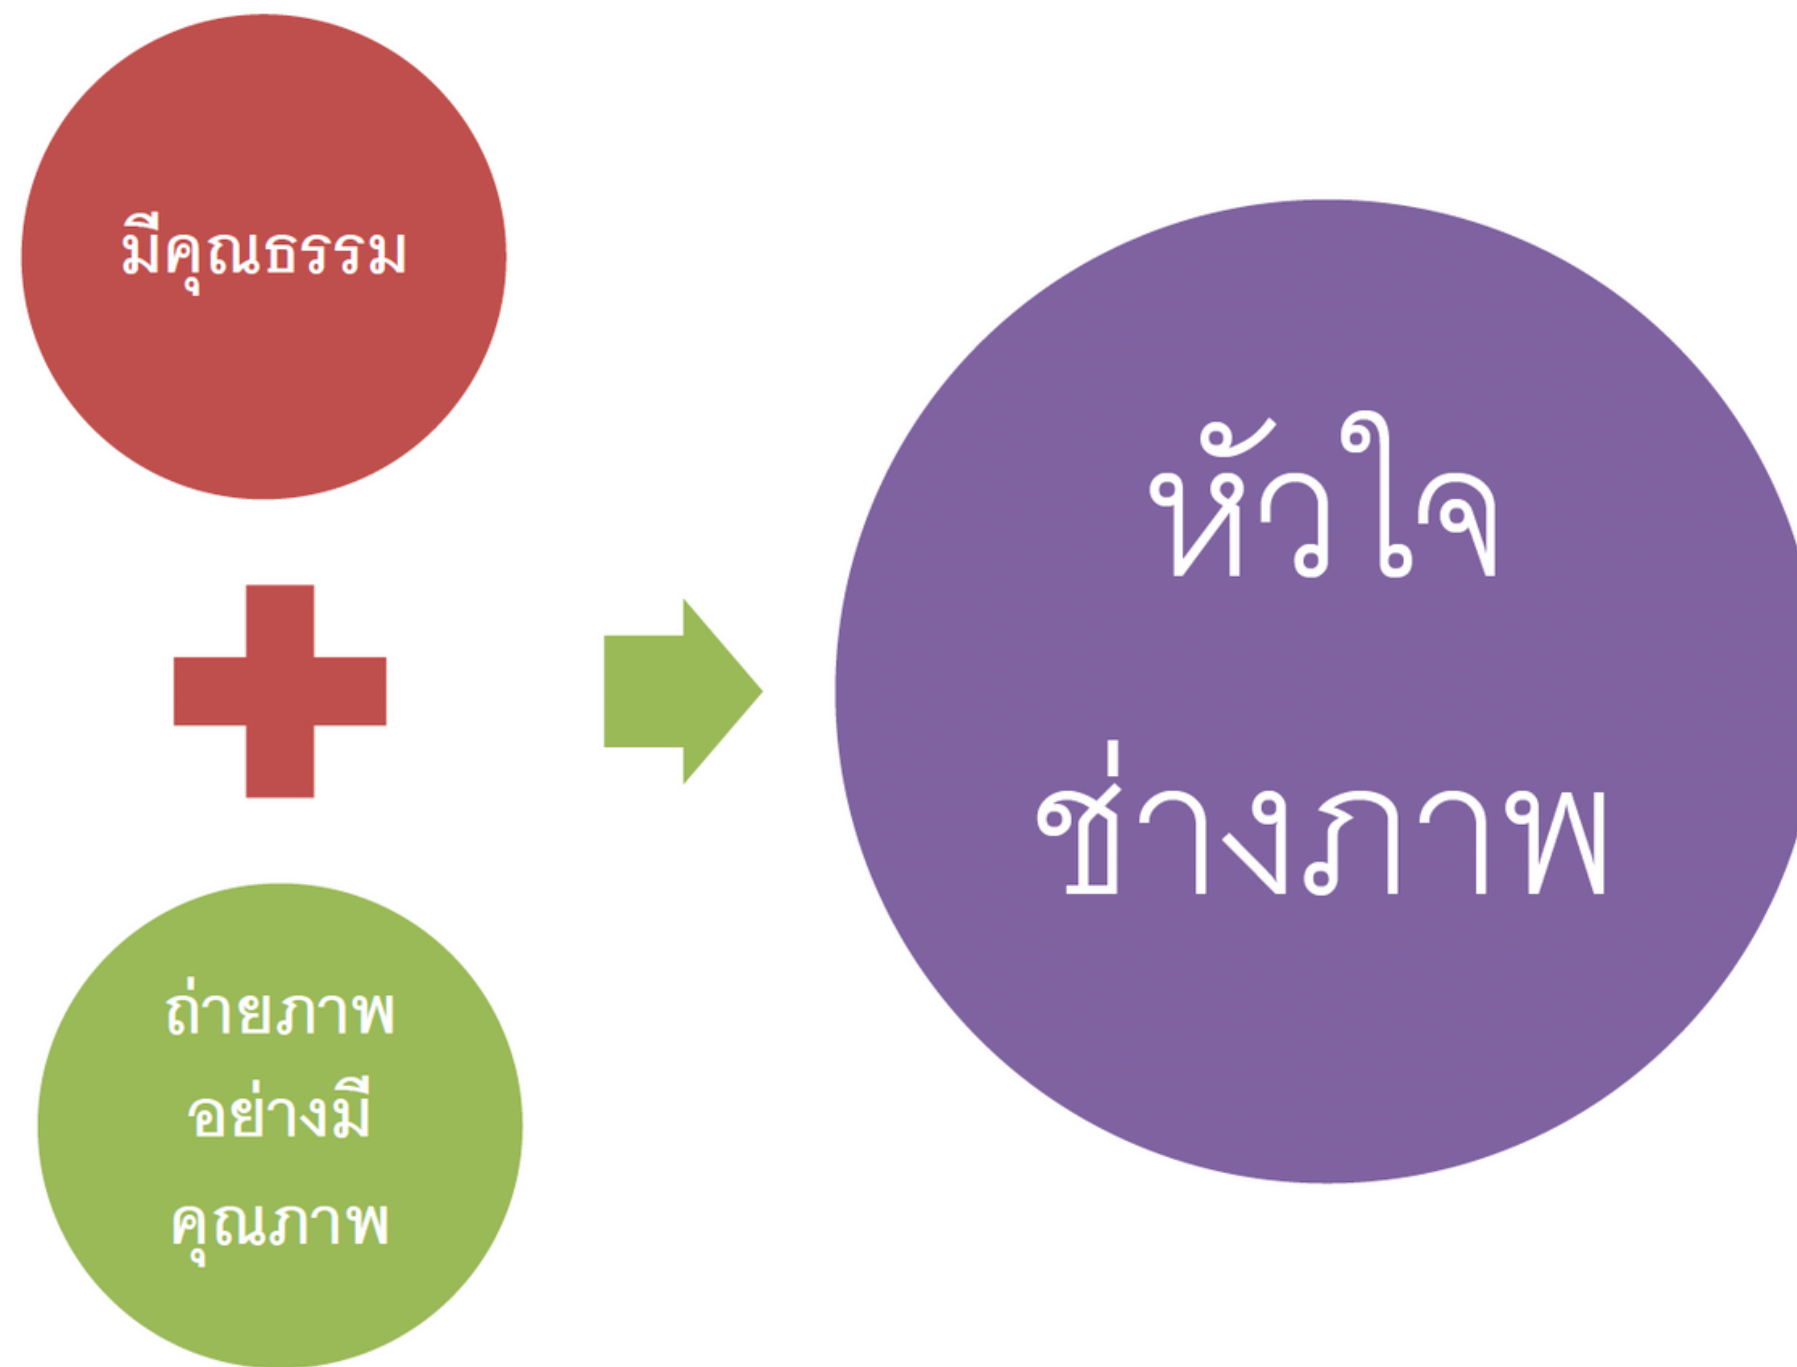 มีคุณธรรม
ถ่ายภาพ
อย่างมี
คุณภาพ
หัวใจ
ช่างภาพ